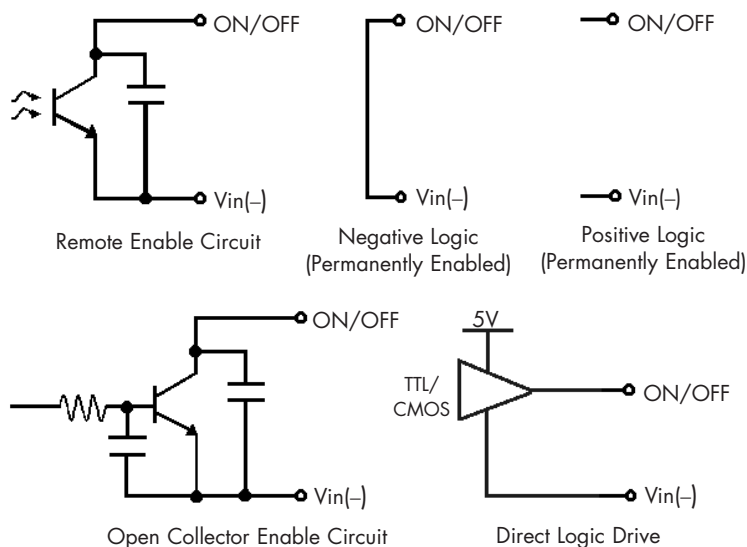 ON/OFF
Vin(–)
Remote Enable Circuit
ON/OFF
Vin(–)
Negative Logic
(Permanently Enabled)
ON/OFF
Vin(–)
Positive Logic
(Permanently Enabled)
ON/OFF
Vin(–)
Open Collector Enable Circuit
5V
TTL/
CMOS
ON/OFF
Vin(–)
Direct Logic Drive